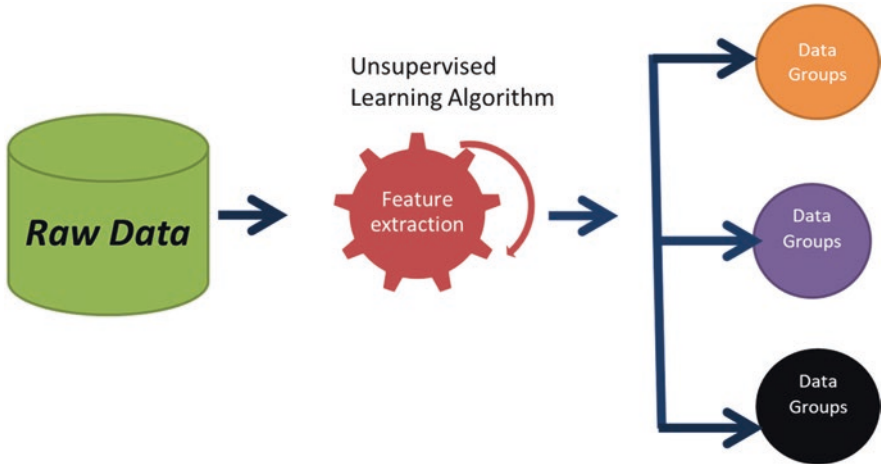 Unsupervised
Learning Algorithm
Raw Data
Feature
extraction
Data
Groups
Data
Groups
Data
Groups